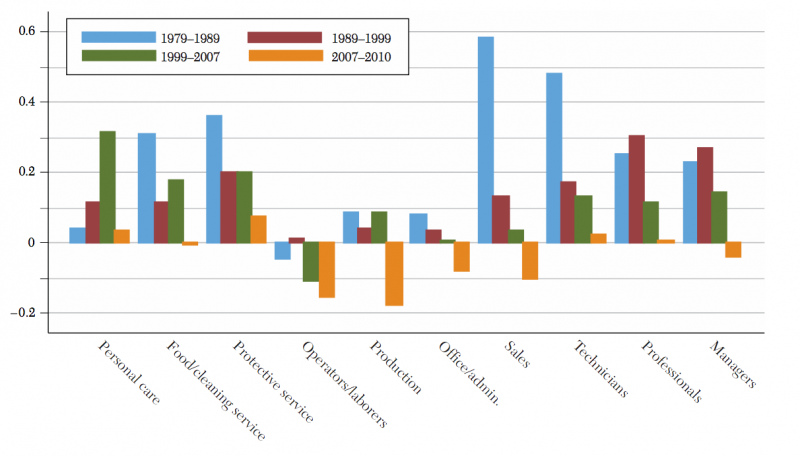 0.6
0.4
0.2
0
−0.2
1979–1989
1989–1999
1999–2007
2007–2010
Personal care
Food/cleaning service
Protective service
Operators/laborers
Production
Office/admin.
Sales
Technicians
Professionals
Managers